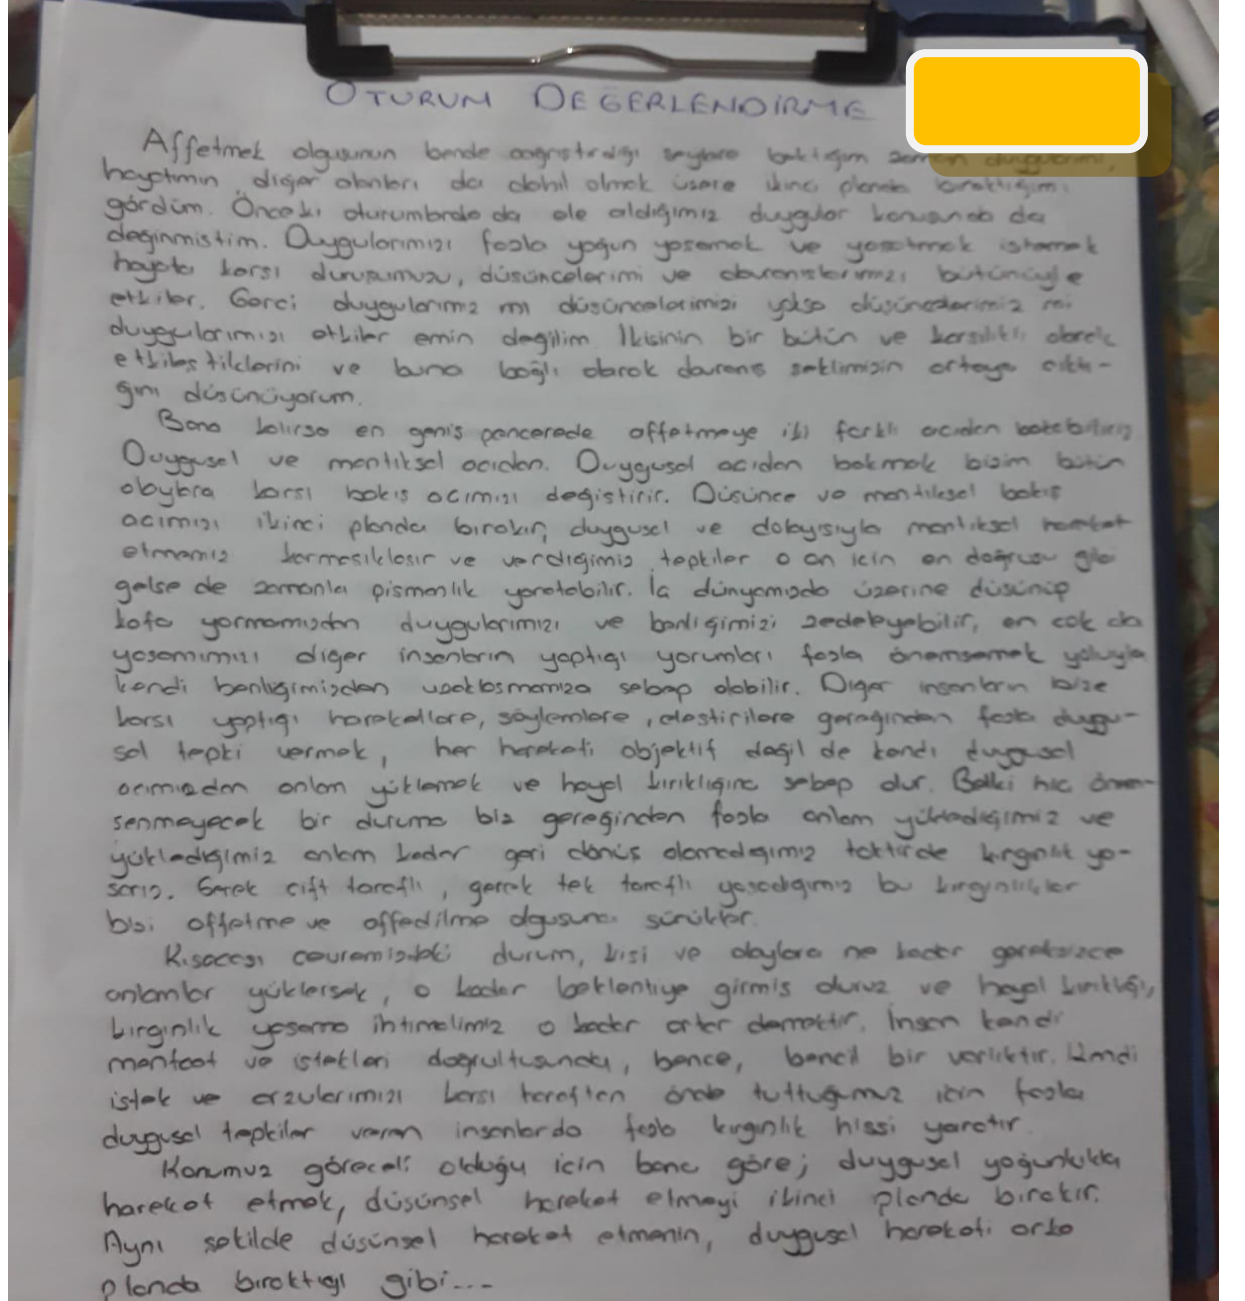 OTURUM DEĞERLENDİRME
Affetmek olgusunun bende çağrıştırdığı şeylere baktığım zaman duygularımı,
hayatımın diğer alanları da dahil olmak üzere ikinci planda bıraktığımı
gördüm. Önceki oturumlarda da ele aldığımız duygular konusunda da
değinmiştim. Duygularımızı fazla yoğun yaşamak ve yaşatmak istemek
hayata karşı duruşumuzu, düşüncelerimi ve davranışlarımızı bütünüyle
etkiler. Gerçi duygularımız mı düşüncelerimizi yoksa düşüncelerimiz mi
duygularımızı etkiler emin değilim. İkisinin bir bütün ve karşılıklı olarak
etkileştiklerini ve buna bağlı olarak davranış şeklimizin ortaya çıktı-
ğını düşünüyorum.
Bana kalırsa en geniş pencerede affetmeye iki farklı açıdan bakabiliriz
Duygusal ve mantıksal açıdan. Duygusal açıdan bakmak bizim bütün
olaylara karşı bakış açımızı değiştirir. Düşünce ve mantıksal bakış
açımızı ikinci planda bırakır, duygusal ve dolayısıyla mantıksal hareket
etmemiz karmaşıklaşır ve verdiğimiz tepkiler o an için en doğrusu gibi
gelse de zamanla pişmanlık yaratabilir. İç dünyamızda üzerine düşünüp
kafa yormamızdan duygularımızı ve benliğimizi zedeleyebilir, en çok da
yaşamımızı diğer insanların yaptığı yorumları fazla önemsemek yoluyla
kendi benliğimizden uzaklaşmamıza sebep olabilir. Diğer insanların bize
karşı yaptığı hareketlere, söylemlere, eleştirilere gereğinden fazla duygu-
sal tepki vermek, her hareketi objektif değil de kendi duygusal
açımızdan anlam yüklemek ve hayal kırıklığına sebep olur. Belki hiç önem-
senmeyecek bir duruma biz gereğinden fazla anlam yüklediğimiz ve
yüklediğimiz anlam kadar geri dönüş alamadığımız taktirde kırgınlık ya-
şarız. Gerek çift taraflı, gerek tek taraflı yaşadığımız bu kırgınlıklar
bizi affetme ve affedilme olgusuna sürükler.
Kısacası çevremizdeki durum, kişi ve olaylara ne kadar gereksizce
anlamlar yüklersek, o kadar beklentiye girmiş oluruz ve hayal kırıklığı,
kırgınlık yaşama ihtimalimiz o kadar artar demektir. İnsan kendi
menfaat ve istekleri doğrultusunda, bence, bencil bir varlıktır. Kendi
istek ve arzularımızı karşı taraftan önde tuttuğumuz için fazla
duygusal tepkiler veren insanlarda fazla kırgınlık hissi yaratır.
Konumuz göreceli olduğu için bana göre; duygusal yoğunlukla
hareket etmek, düşünsel hareket etmeyi ikinci planda bırakır.
Aynı şekilde düşünsel hareket etmenin, duygusal hareketi arka
planda bıraktığı gibi...